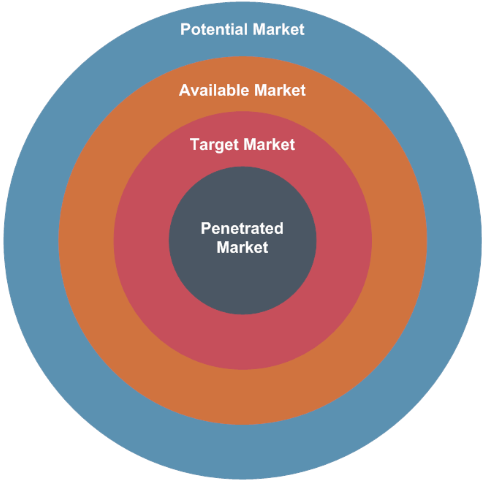 Potential Market
Available Market
Target Market
Penetrated
Market